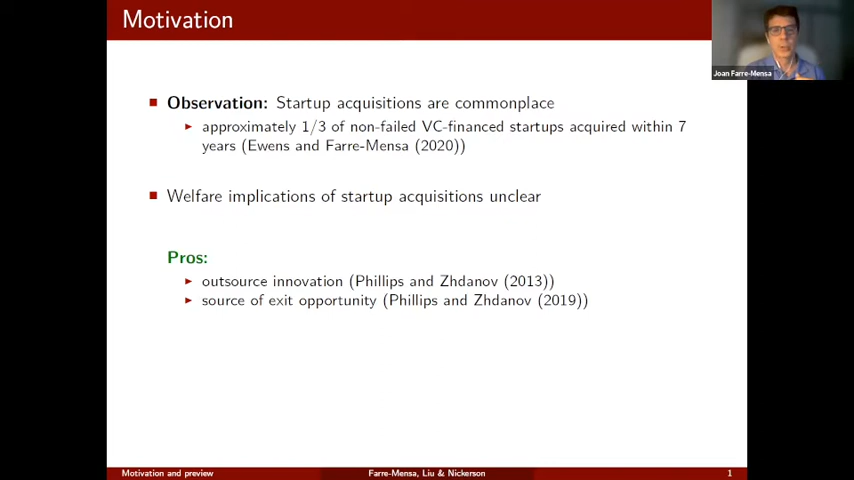 Motivation
Joan Farre-Mensa
Observation: Startup acquisitions are commonplace
approximately 1/3 of non-failed VC-financed startups acquired within 7
years (Ewens and Farre-Mensa (2020))
Welfare implications of startup acquisitions unclear
Pros:
outsource innovation (Phillips and Zhdanov (2013))
source of exit opportunity (Phillips and Zhdanov (2019))
Motivation and preview
Farre-Mensa, Liu & Nickerson
1